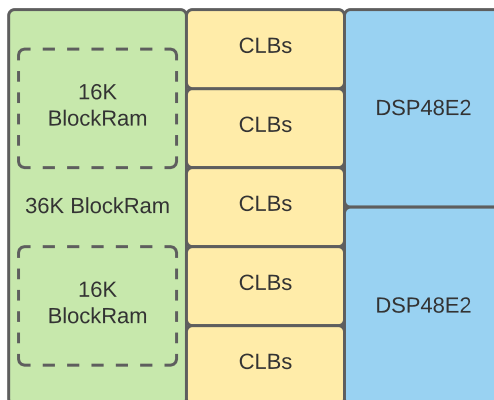 16K
BlockRam
36K BlockRam
16K
BlockRam
CLBs
CLBs
CLBs
CLBs
CLBs
DSP48E2
DSP48E2